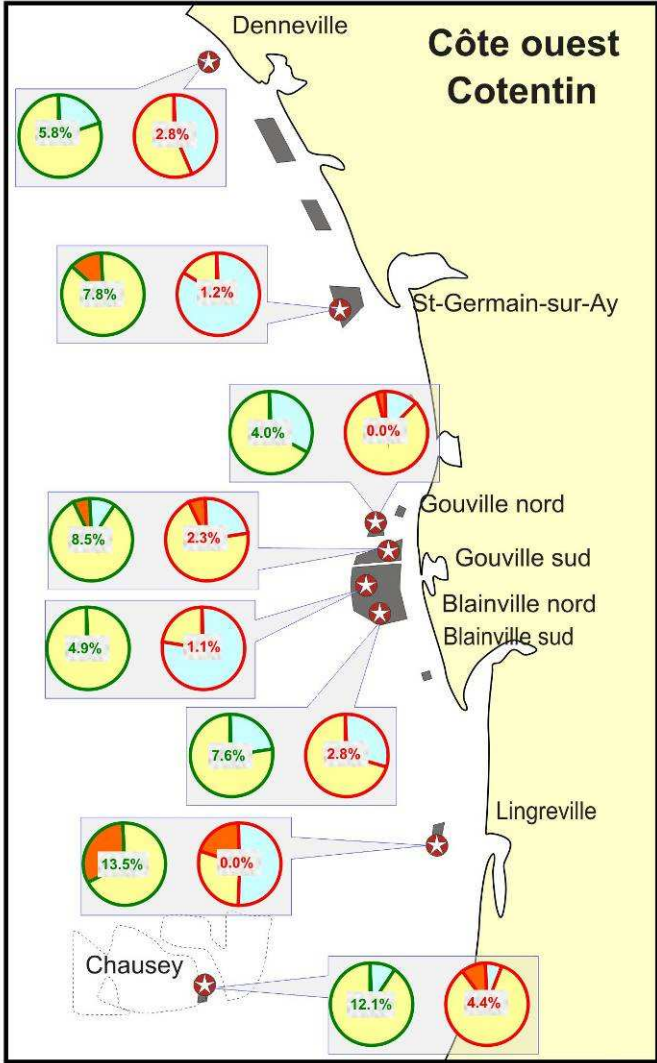 Denneville
Côte ouest
Cotentin
5.8%
2.8%
7.8%
1.2%
St-Germain-sur-Ay
4.0%
0.0%
Gouville nord
8.5%
2.3%
Gouville sud
Blainville nord
4.9%
1.1%
Blainville sud
7.6%
2.8%
Lingreville
13.5%
0.0%
Chausey
12.1%
4.4%